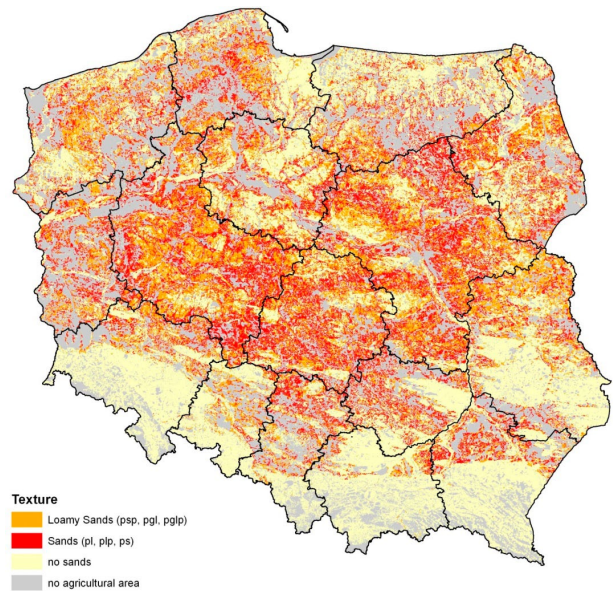 Texture
Loamy Sands (psp, pgl, pglp)
Sands (pl, plp, ps)
no sands
no agricultural area